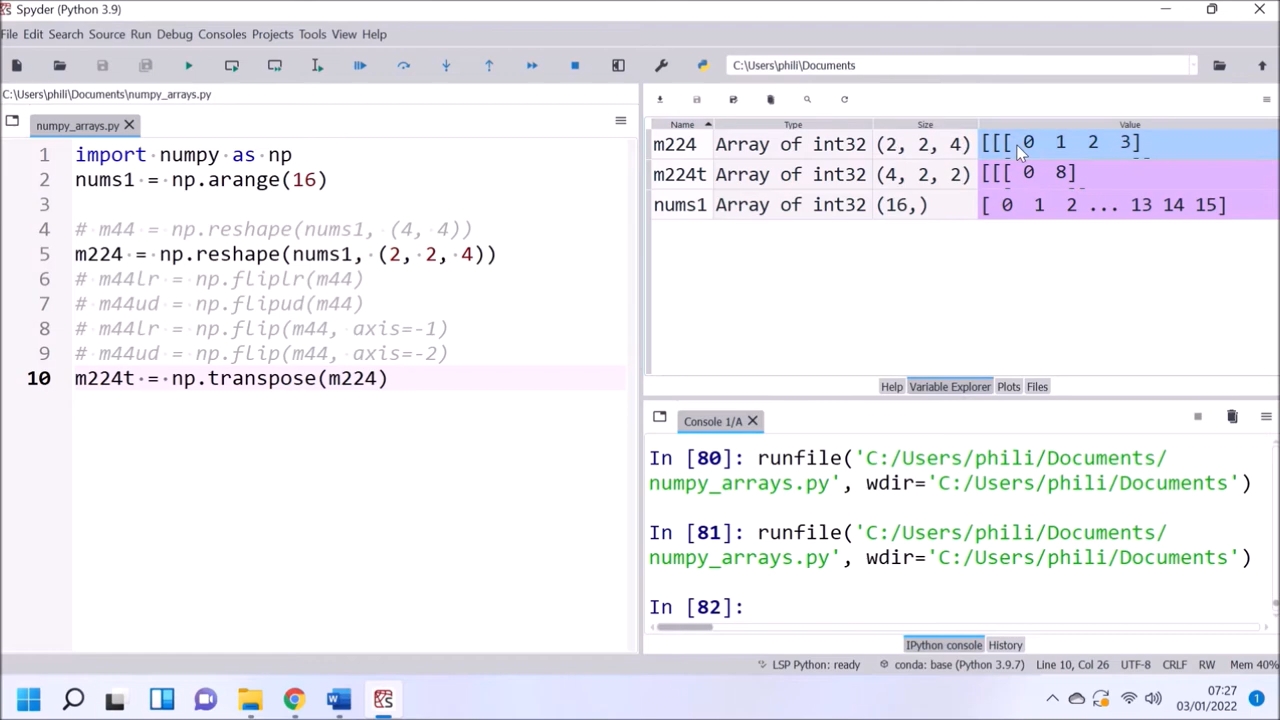 Spyder (Python 3.9)
File Edit Search Source Run Debug Consoles Projects Tools View Help
C:\Users\phili\Documents
C:\Users\phili\Documents\numpy_arrays.py
numpy_arrays.py
1 import numpy as np
2 nums1 = np.arange(16)
3
4 # m44 = np.reshape(nums1, (4, 4))
5 m224 = np.reshape(nums1, (2, 2, 4))
6 # m44lr = np.fliplr(m44)
7 # m44ud = np.flipud(m44)
8 # m44lr = np.flip(m44, axis=-1)
9 # m44ud = np.flip(m44, axis=-2)
10 m224t = np.transpose(m224)
Name Type Size Value
m224 Array of int32 (2, 2, 4) [[[ 0 1 2 3]
m224t Array of int32 (4, 2, 2) [[[ 0 8]
nums1 Array of int32 (16,) [ 0 1 2 ... 13 14 15]
Help Variable Explorer Plots Files
Console 1/A
In [80]: runfile('C:/Users/phili/Documents/
numpy_arrays.py', wdir='C:/Users/phili/Documents')
In [81]: runfile('C:/Users/phili/Documents/
numpy_arrays.py', wdir='C:/Users/phili/Documents')
In [82]:
IPython console History
LSP Python: ready conda: base (Python 3.9.7) Line 10, Col 26 UTF-8 CRLF RW Mem 40%
07:27
03/01/2022
1